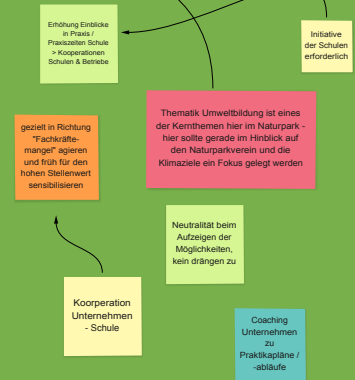 Erhöhung Einblicke
in Praxis /
Praxiszeiten Schule
> Kooperationen
Schulen & Betriebe
Initiative
der Schulen
erforderlich
Thematik Umweltbildung ist eines
der Kernthemen hier im Naturpark -
hier sollte gerade im Hinblick auf
den Naturparkverein und die
Klimaziele ein Fokus gelegt werden
gezielt in Richtung
"Fachkräfte-
mangel" agieren
und früh für den
hohen Stellenwert
sensibilisieren
Neutralität beim
Aufzeigen der
Möglichkeiten,
kein drängen zu
Koorperation
Unternehmen
- Schule
Coaching
Unternehmen
zu
Praktikapläne /
-abläufe